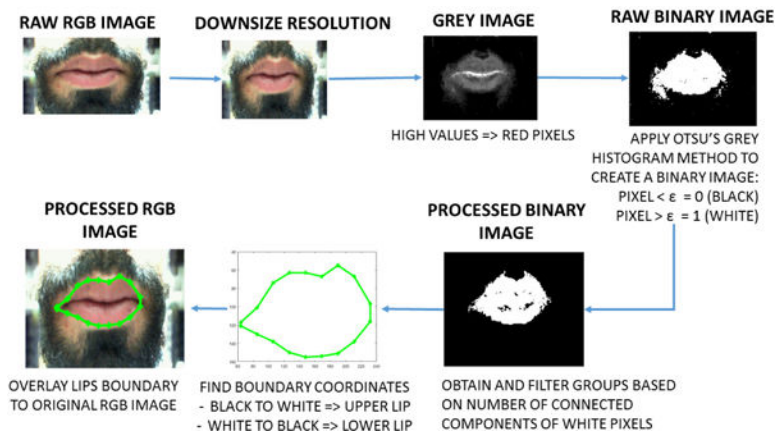 RAW RGB IMAGE
DOWNSIZE RESOLUTION
GREY IMAGE
RAW BINARY IMAGE
HIGH VALUES => RED PIXELS
APPLY OTSU'S GREY
HISTOGRAM METHOD TO
CREATE A BINARY IMAGE:
PIXEL < ε = 0 (BLACK)
PIXEL > ε = 1 (WHITE)
PROCESSED RGB
IMAGE
PROCESSED BINARY
IMAGE
OVERLAY LIPS BOUNDARY
TO ORIGINAL RGB IMAGE
FIND BOUNDARY COORDINATES
- BLACK TO WHITE => UPPER LIP
- WHITE TO BLACK => LOWER LIP
OBTAIN AND FILTER GROUPS BASED
ON NUMBER OF CONNECTED
COMPONENTS OF WHITE PIXELS